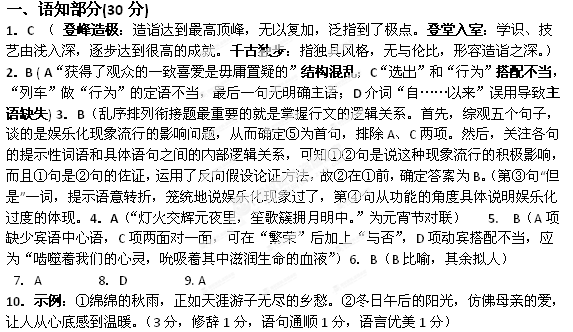 一、语知部分(30 分)
1. C （ 登峰造极：造诣达到最高顶峰，无以复加，泛指到了极点。登堂入室：学识、技
艺由浅入深，逐步达到很高的成就。千古独步：指独具风格，无与伦比，形容造诣之深。）
2. B ( A“获得了观众的一致喜爱是毋庸置疑的”结构混乱；C“选出”和“行为”搭配不当，
“列车”做“行为”的定语不当，最后一句无明确主语；D 介词“自……以来”误用导致主
语缺失) 3. B（乱序排列衔接题最重要的就是掌握行文的逻辑关系。首先，综观五个句子，
谈的是娱乐化现象流行的影响问题，从而确定⑤为首句，排除 A、C 两项。然后，关注各句
的提示性词语和具体语句之间的内部逻辑关系，可知①②句是说这种现象流行的积极影响，
而且①句是②句的佐证，运用了反向假设论证方法，故②在①前，确定答案为 B。（第③句“但
是”一词，提示语意转折，笼统地说娱乐化现象过了，第④句从功能的角度具体说明娱乐化
过度的体现。4. A（“灯火交辉元夜里，笙歌簇拥月明中。”为元宵节对联） 5. B（A 项
缺少宾语中心语，C 项两面对一面，可在“繁荣”后加上“与否”，D 项动宾搭配不当，应
为“啮噬着我们的心灵，吮吸着其中滋润生命的血液”）6. B（B 比喻，其余拟人）
7. A 8. D 9. A
10. 示例：①绵绵的秋雨，正如天涯游子无尽的乡愁。②冬日午后的阳光，仿佛母亲的爱，
让人从心底感到温暖。（3 分，修辞 1 分，语句通顺 1 分，语言优美 1 分）